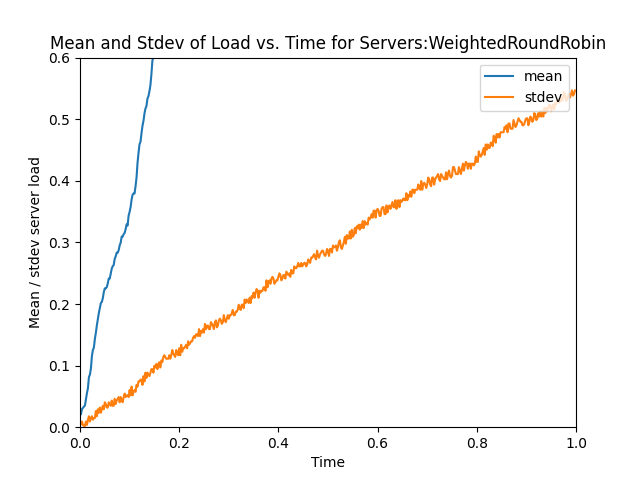 Mean and Stdev of Load vs. Time for Servers:WeightedRoundRobin
mean
stdev
Mean / stdev server load
0.6
0.5
0.4
0.3
0.2
0.1
0.0
0.0 0.2 0.4 0.6 0.8 1.0
Time